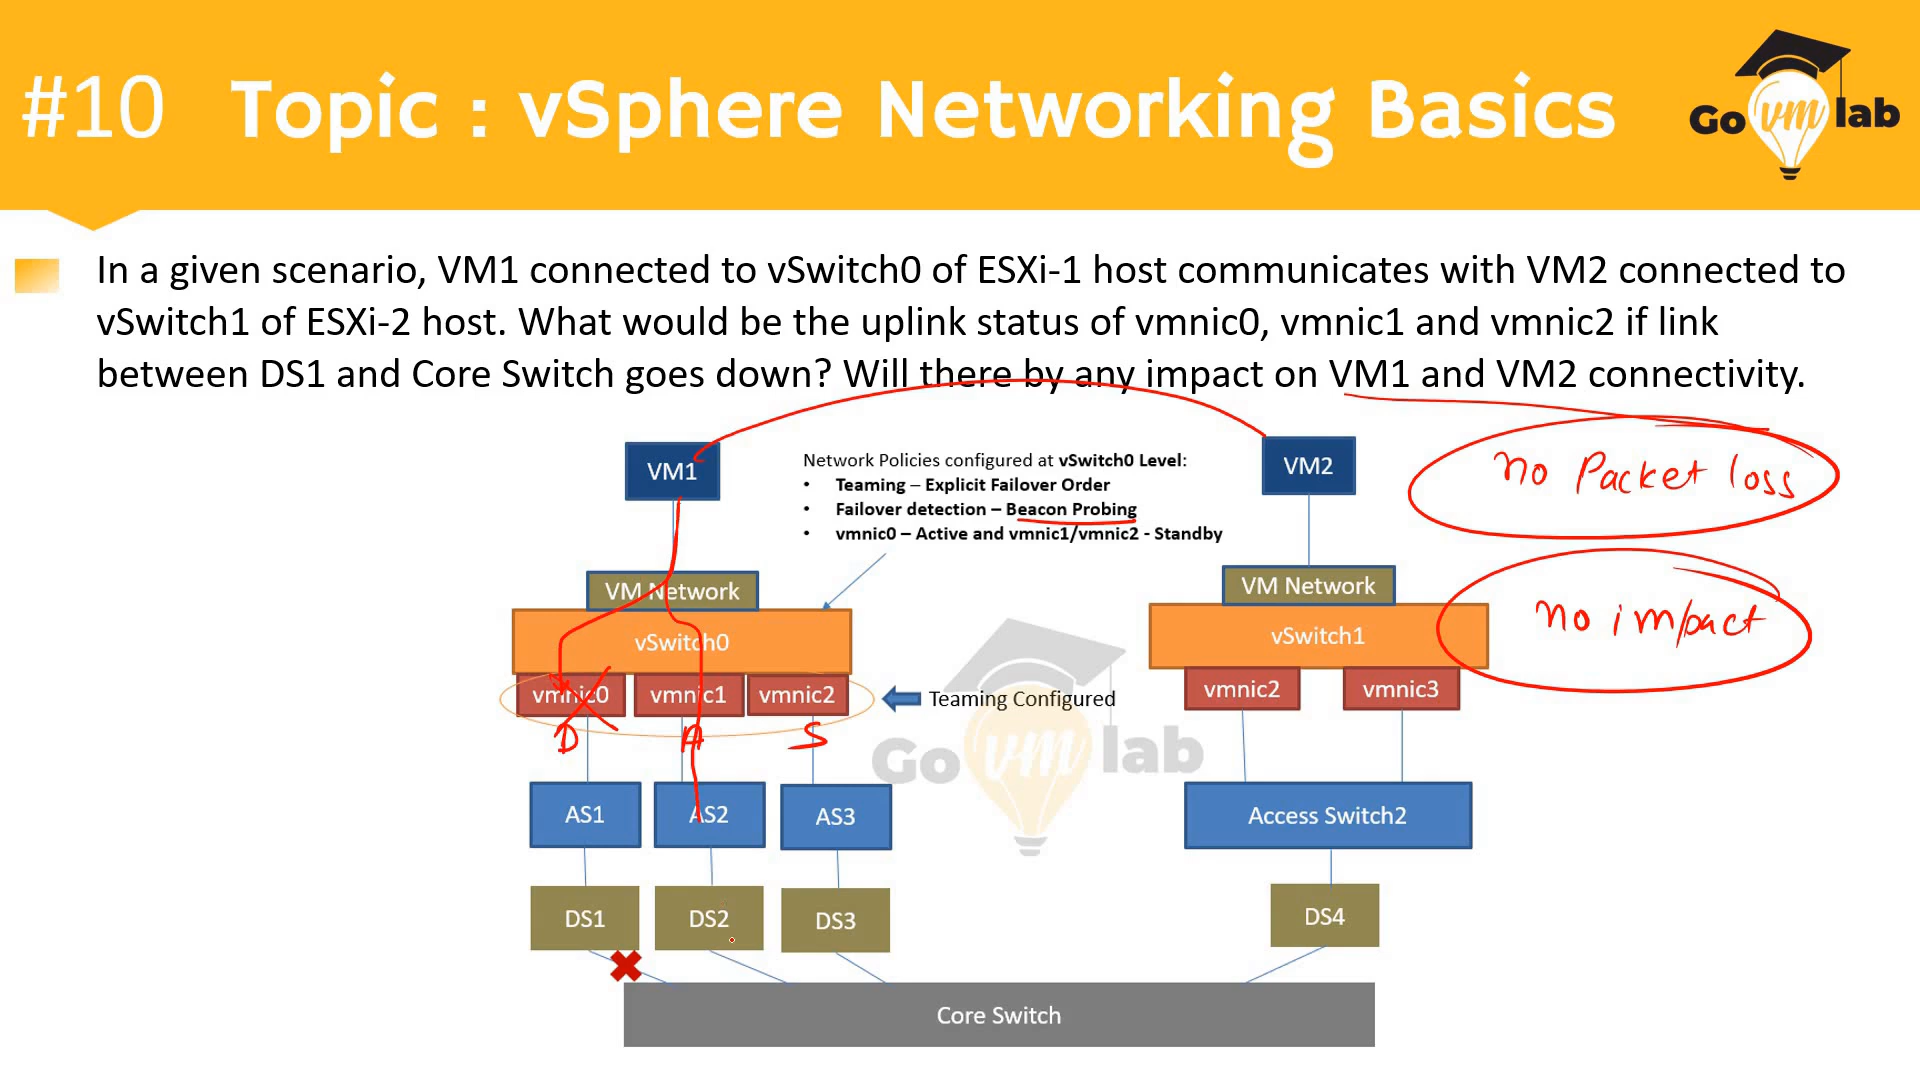 #10 Topic : vSphere Networking Basics
Go vm lab
In a given scenario, VM1 connected to vSwitch0 of ESXi-1 host communicates with VM2 connected to
vSwitch1 of ESXi-2 host. What would be the uplink status of vmnic0, vmnic1 and vmnic2 if link
between DS1 and Core Switch goes down? Will there by any impact on VM1 and VM2 connectivity.
VM1
Network Policies configured at vSwitch0 Level:
• Teaming – Explicit Failover Order
• Failover detection – Beacon Probing
• vmnic0 – Active and vmnic1/vmnic2 - Standby
VM2
no Packet loss
VM Network
VM Network
vSwitch0
vSwitch1
no impact
vmnic0 vmnic1 vmnic2
Teaming Configured
vmnic2 vmnic3
D A S
Go vm lab
AS1 AS2 AS3
Access Switch2
DS1 DS2 DS3
DS4
Core Switch